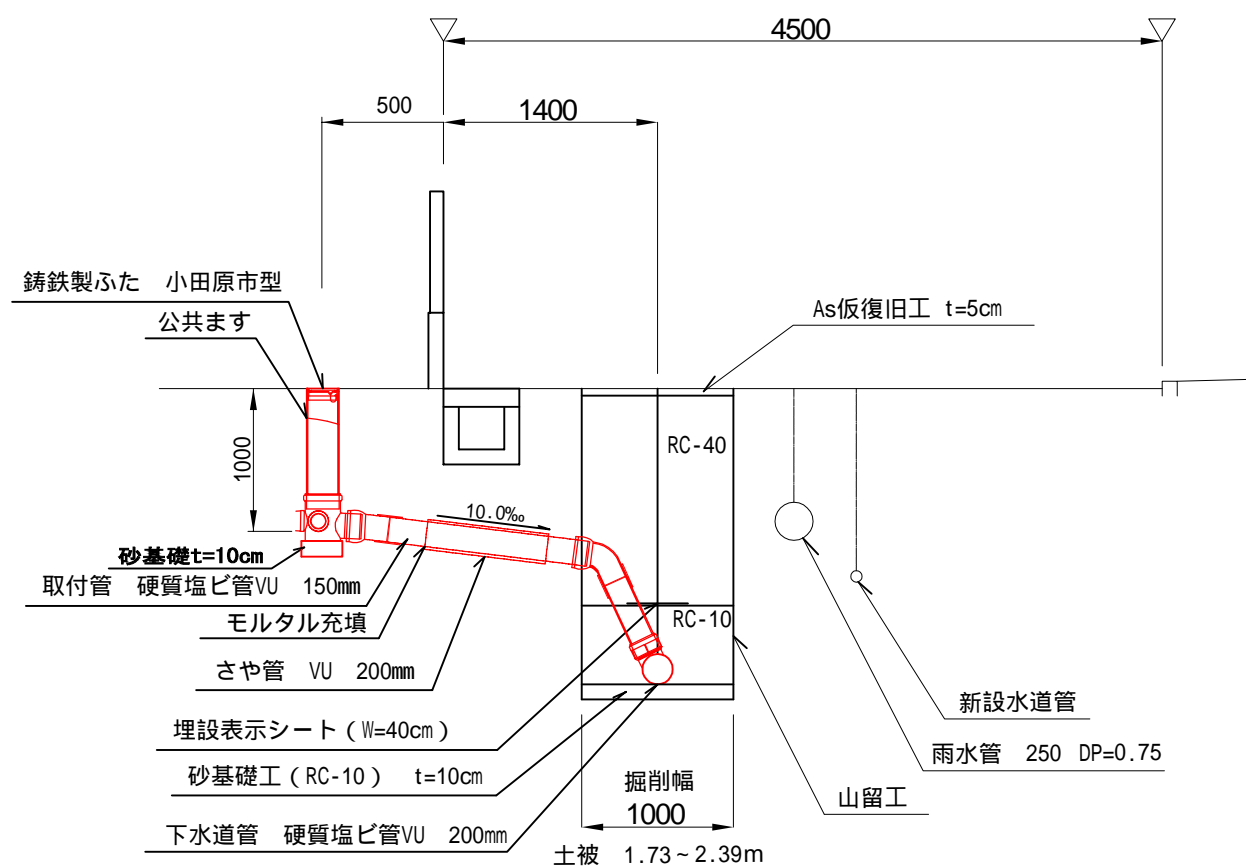 4500
500
1400
鋳鉄製ふた　小田原市型
公共ます
As仮復旧工 t=5cm
1000
RC-40
10.0‰
砂基礎t=10cm
取付管　硬質塩ビ管VU　150mm
モルタル充填
RC-10
さや管　VU　200mm
新設水道管
埋設表示シート（W=40cm）
雨水管　250 DP=0.75
砂基礎工（RC-10）　t=10cm
掘削幅
1000
山留工
下水道管　硬質塩ビ管VU　200mm
土被　1.73~2.39m